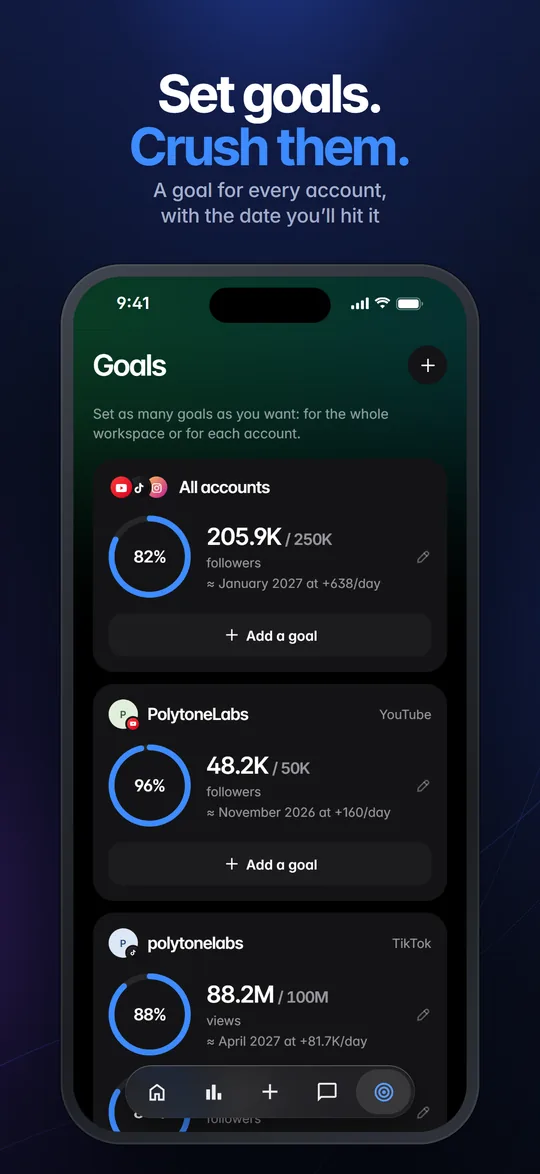 Set goals.
Crush them.
A goal for every account,
with the date you’ll hit it
9:41
Goals
Set as many goals as you want: for the whole
workspace or for each account.
All accounts
82%
205.9K / 250K
followers
≈ January 2027 at +638/day
+ Add a goal
P
PolytoneLabs
YouTube
96%
48.2K / 50K
followers
≈ November 2026 at +160/day
+ Add a goal
P
polytonelabs
TikTok
88%
88.2M / 100M
views
≈ April 2027 at +81.7K/day
followers